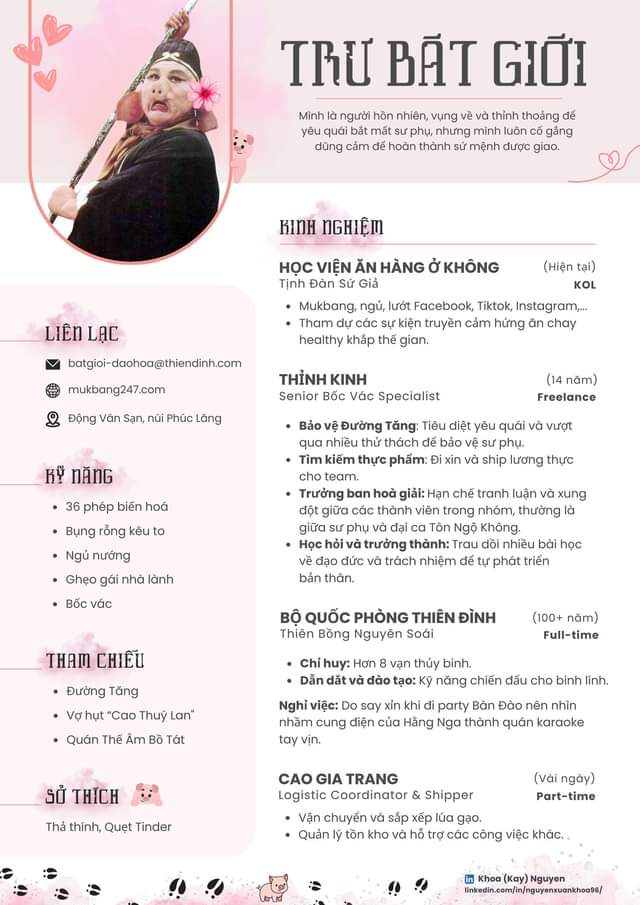 TRƯ BÁT GIỚI
Mình là người hồn nhiên, vụng về và thỉnh thoảng để
yêu quái bắt mất sư phụ, nhưng mình luôn cố gắng
dũng cảm để hoàn thành sứ mệnh được giao.
LIÊN LẠC
batgioi-daohoa@thiendinh.com
mukbang247.com
Động Vân Sạn, núi Phúc Lăng
KỸ NĂNG
• 36 phép biến hoá
• Bụng rỗng kêu to
• Ngủ nướng
• Ghẹo gái nhà lành
• Bốc vác
THAM CHIẾU
• Đường Tăng
• Vợ hụt “Cao Thuý Lan"
• Quán Thế Âm Bồ Tát
SỞ THÍCH
Thả thính, Quẹt Tinder
KINH NGHIỆM
HỌC VIỆN ĂN HÀNG Ở KHÔNG (Hiện tại)
Tịnh Đàn Sứ Giả KOL
• Mukbang, ngủ, lướt Facebook, Tiktok, Instagram,...
• Tham dự các sự kiện truyền cảm hứng ăn chay
healthy khắp thế gian.
THỈNH KINH (14 năm)
Senior Bốc Vác Specialist Freelance
• Bảo vệ Đường Tăng: Tiêu diệt yêu quái và vượt
qua nhiều thử thách để bảo vệ sư phụ.
• Tìm kiếm thực phẩm: Đi xin và ship lương thực
cho team.
• Trưởng ban hoà giải: Hạn chế tranh luận và xung
đột giữa các thành viên trong nhóm, thường là
giữa sư phụ và đại ca Tôn Ngộ Không.
• Học hỏi và trưởng thành: Trau dồi nhiều bài học
về đạo đức và trách nhiệm để tự phát triển
bản thân.
BỘ QUỐC PHÒNG THIÊN ĐÌNH (100+ năm)
Thiên Bồng Nguyên Soái Full-time
• Chỉ huy: Hơn 8 vạn thủy binh.
• Dẫn dắt và đào tạo: Kỹ năng chiến đấu cho binh lính.
Nghỉ việc: Do say xỉn khi đi party Bàn Đào nên nhìn
nhầm cung điện của Hằng Nga thành quán karaoke
tay vịn.
CAO GIA TRANG (Vài ngày)
Logistic Coordinator & Shipper Part-time
• Vận chuyển và sắp xếp lúa gạo.
• Quản lý tồn kho và hỗ trợ các công việc khác.
in Khoa (Kay) Nguyen
linkedin.com/in/nguyenxuankhoa96/